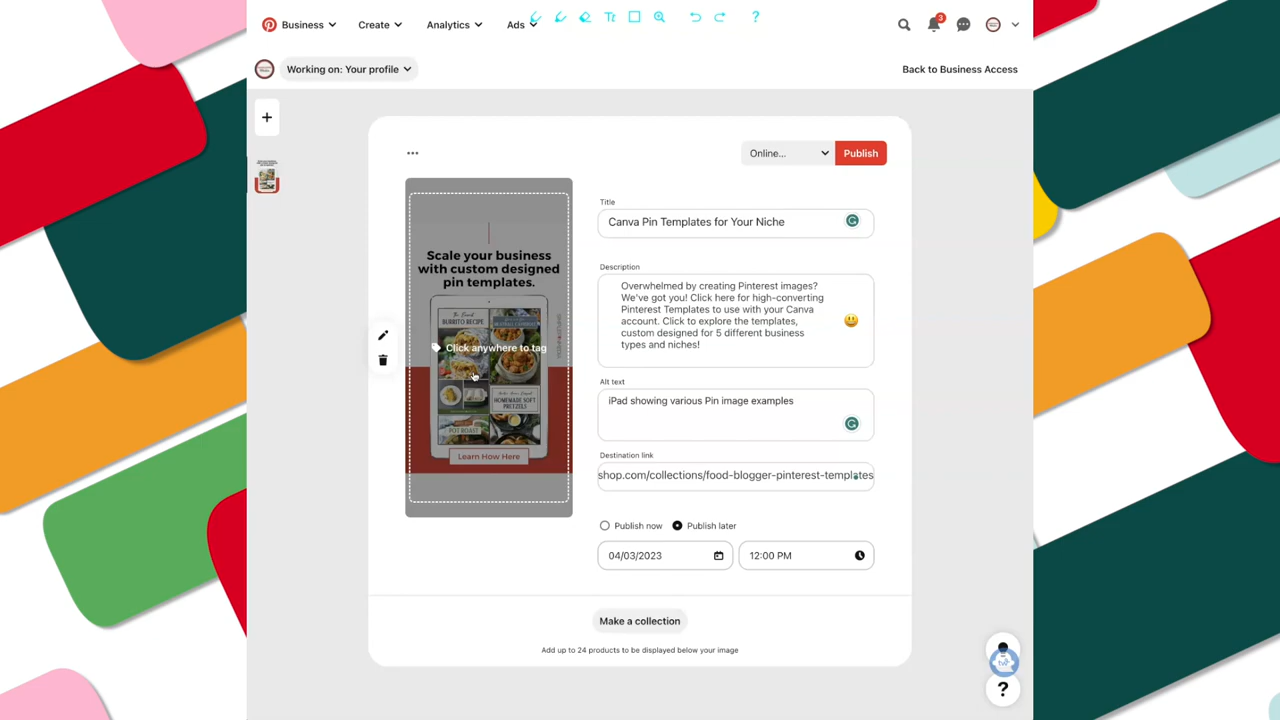 Business
Create
Analytics
Ads
Tt
?
3
Working on: Your profile
Back to Business Access
+
...
Online...
Publish
Title
Canva Pin Templates for Your Niche
Scale your business
with custom designed
pin templates.
Description
Overwhelmed by creating Pinterest images?
We've got you! Click here for high-converting
Pinterest Templates to use with your Canva
account. Click to explore the templates,
custom designed for 5 different business
types and niches!
BURRITO RECIPE
Click anywhere to tag
HOMEMADE SOFT
PRETZELS
POT ROAST
Learn How Here
Alt text
iPad showing various Pin image examples
Destination link
shop.com/collections/food-blogger-pinterest-templates
Publish now
Publish later
04/03/2023
12:00 PM
Make a collection
Add up to 24 products to be displayed below your image
?